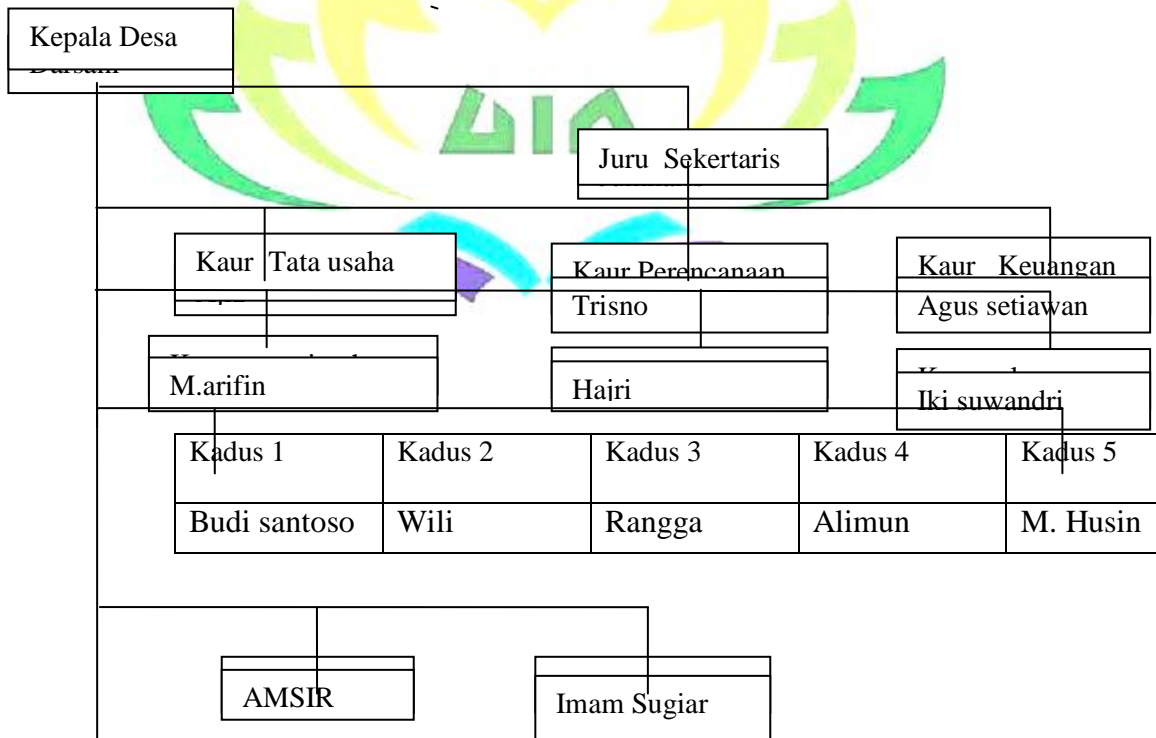 Kepala Desa
Juru Sekertaris
Kaur Tata usaha
Kaur Perencanaan
Kaur Keuangan
Trisno
Agus setiawan
M.arifin
Hajri
Iki suwandri
Kadus 1 Kadus 2 Kadus 3 Kadus 4 Kadus 5
Budi santoso Wili Rangga Alimun M. Husin
AMSIR
Imam Sugiar